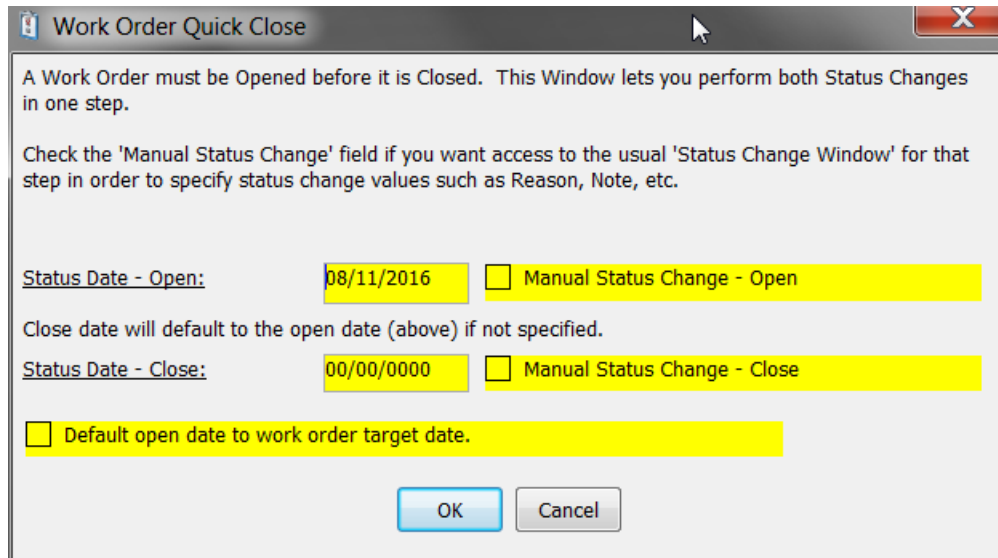 Work Order Quick Close
A Work Order must be Opened before it is Closed.  This Window lets you perform both Status Changes
in one step.
Check the 'Manual Status Change' field if you want access to the usual 'Status Change Window' for that
step in order to specify status change values such as Reason, Note, etc.
Status Date - Open: 08/11/2016 Manual Status Change - Open
Close date will default to the open date (above) if not specified.
Status Date - Close: 00/00/0000 Manual Status Change - Close
Default open date to work order target date.
OK Cancel